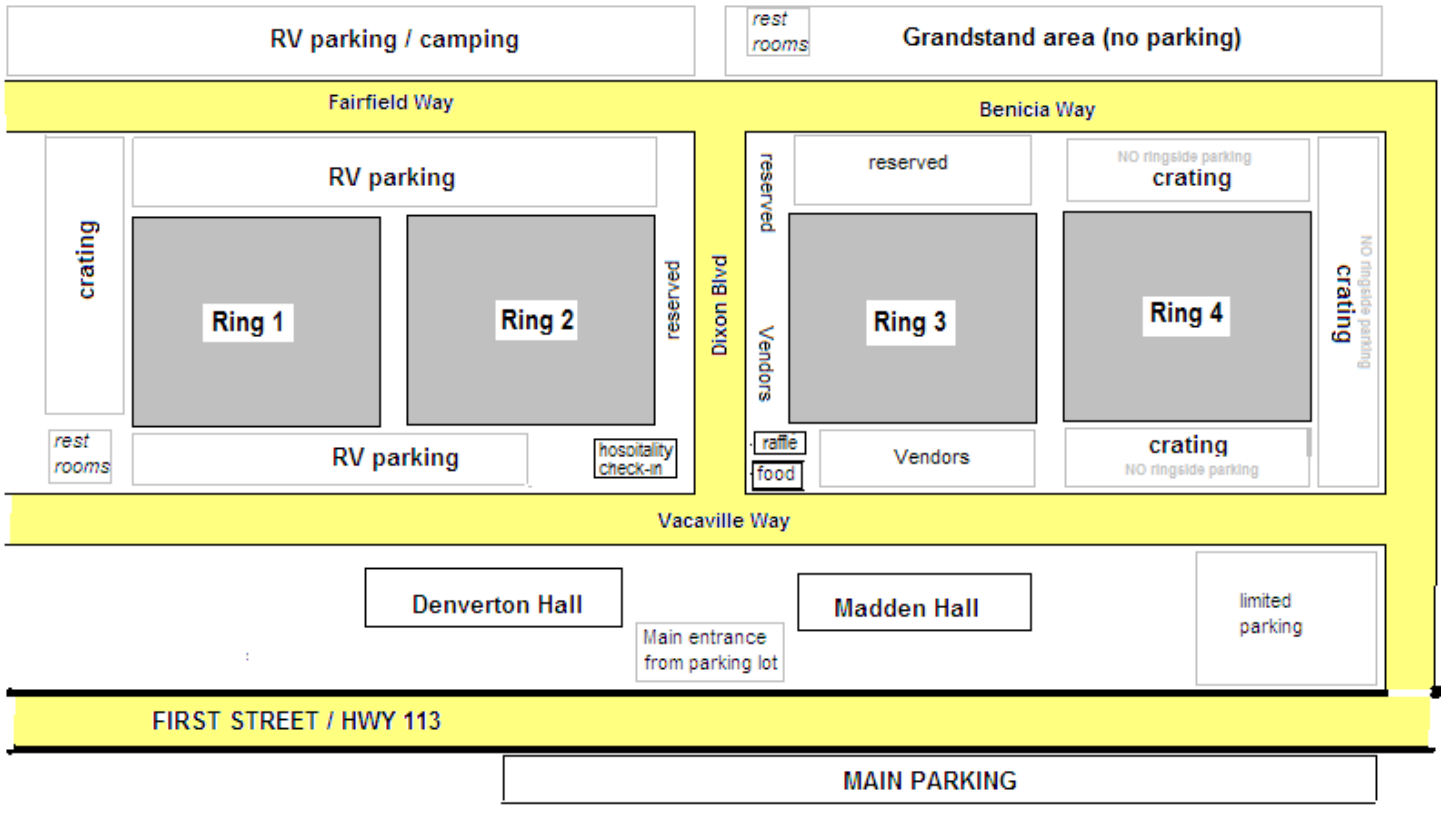 RV parking / camping
rest
rooms
Grandstand area (no parking)
Fairfield Way
Benicia Way
crating
RV parking
Ring 1
Ring 2
reserved
Dixon Blvd
reserved
Vendors
reserved
NO ringside parking
crating
Ring 3
Ring 4
crating
NO ringside parking
rest
rooms
RV parking
hosoitality
check-in
raffle
food
Vendors
crating
NO ringside parking
Vacaville Way
Denverton Hall
Madden Hall
Main entrance
from parking lot
limited
parking
FIRST STREET / HWY 113
MAIN PARKING